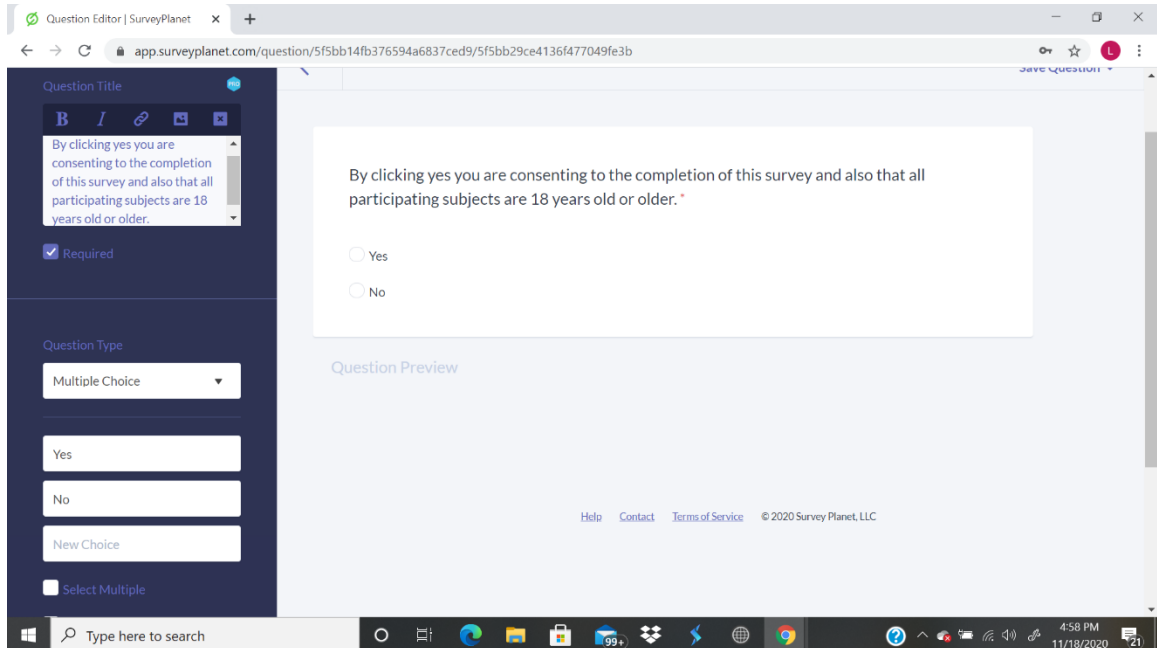 Question Editor | SurveyPlanet
app.surveyplanet.com/question/5f5bb14fb376594a6837ced9/5f5bb29ce4136f477049fe3b
L
Question Title
PRO
Save Question
B I
By clicking yes you are
consenting to the completion
of this survey and also that all
participating subjects are 18
years old or older.
Required
By clicking yes you are consenting to the completion of this survey and also that all
participating subjects are 18 years old or older. *
Yes
No
Question Preview
Question Type
Multiple Choice
Yes
No
New Choice
Select Multiple
Help Contact Terms of Service © 2020 Survey Planet, LLC
Type here to search
99+
4:58 PM
11/18/2020
21